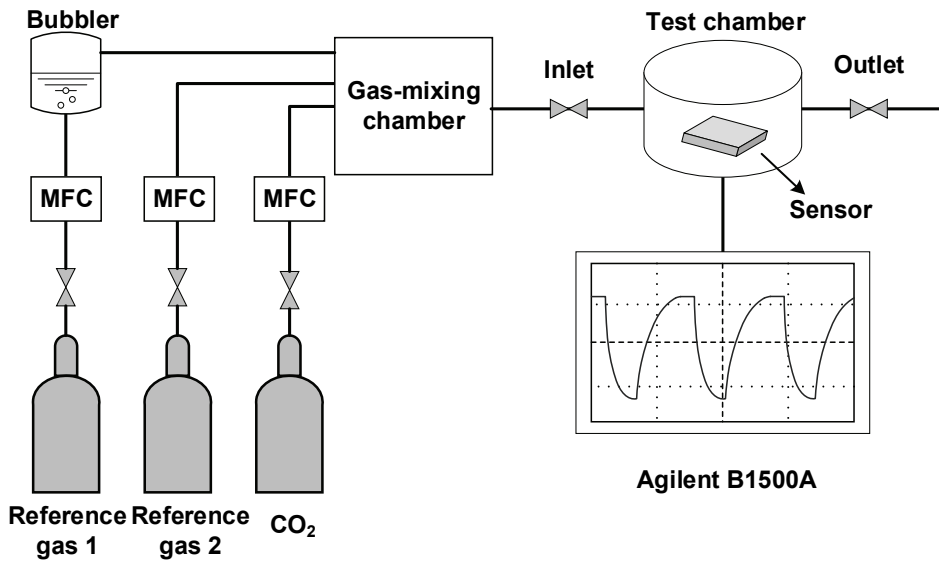 Bubbler
Test chamber
Gas-mixing
chamber
Inlet
Outlet
MFC
MFC
MFC
Sensor
Reference
gas 1
Reference
gas 2
CO₂
Agilent B1500A